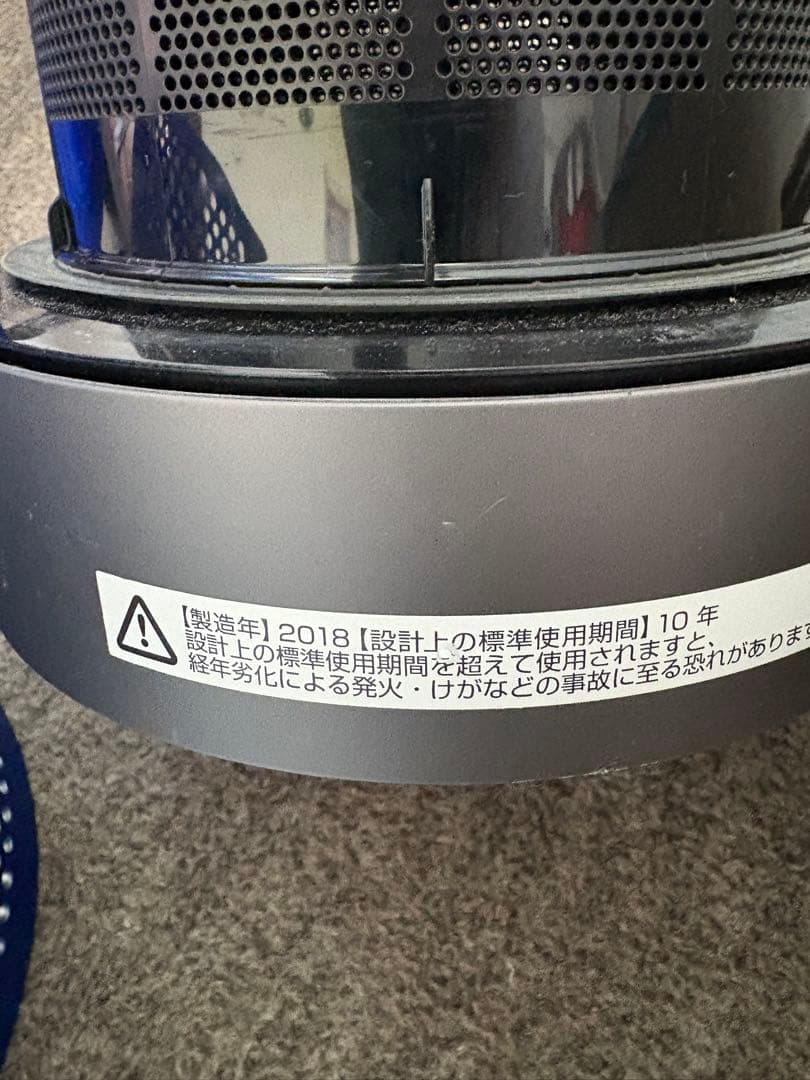 【製造年】2018【設計上の標準使用期間】10年
設計上の標準使用期間を超えて使用されますと、
経年劣化による発火・けがなどの事故に至る恐れがあります